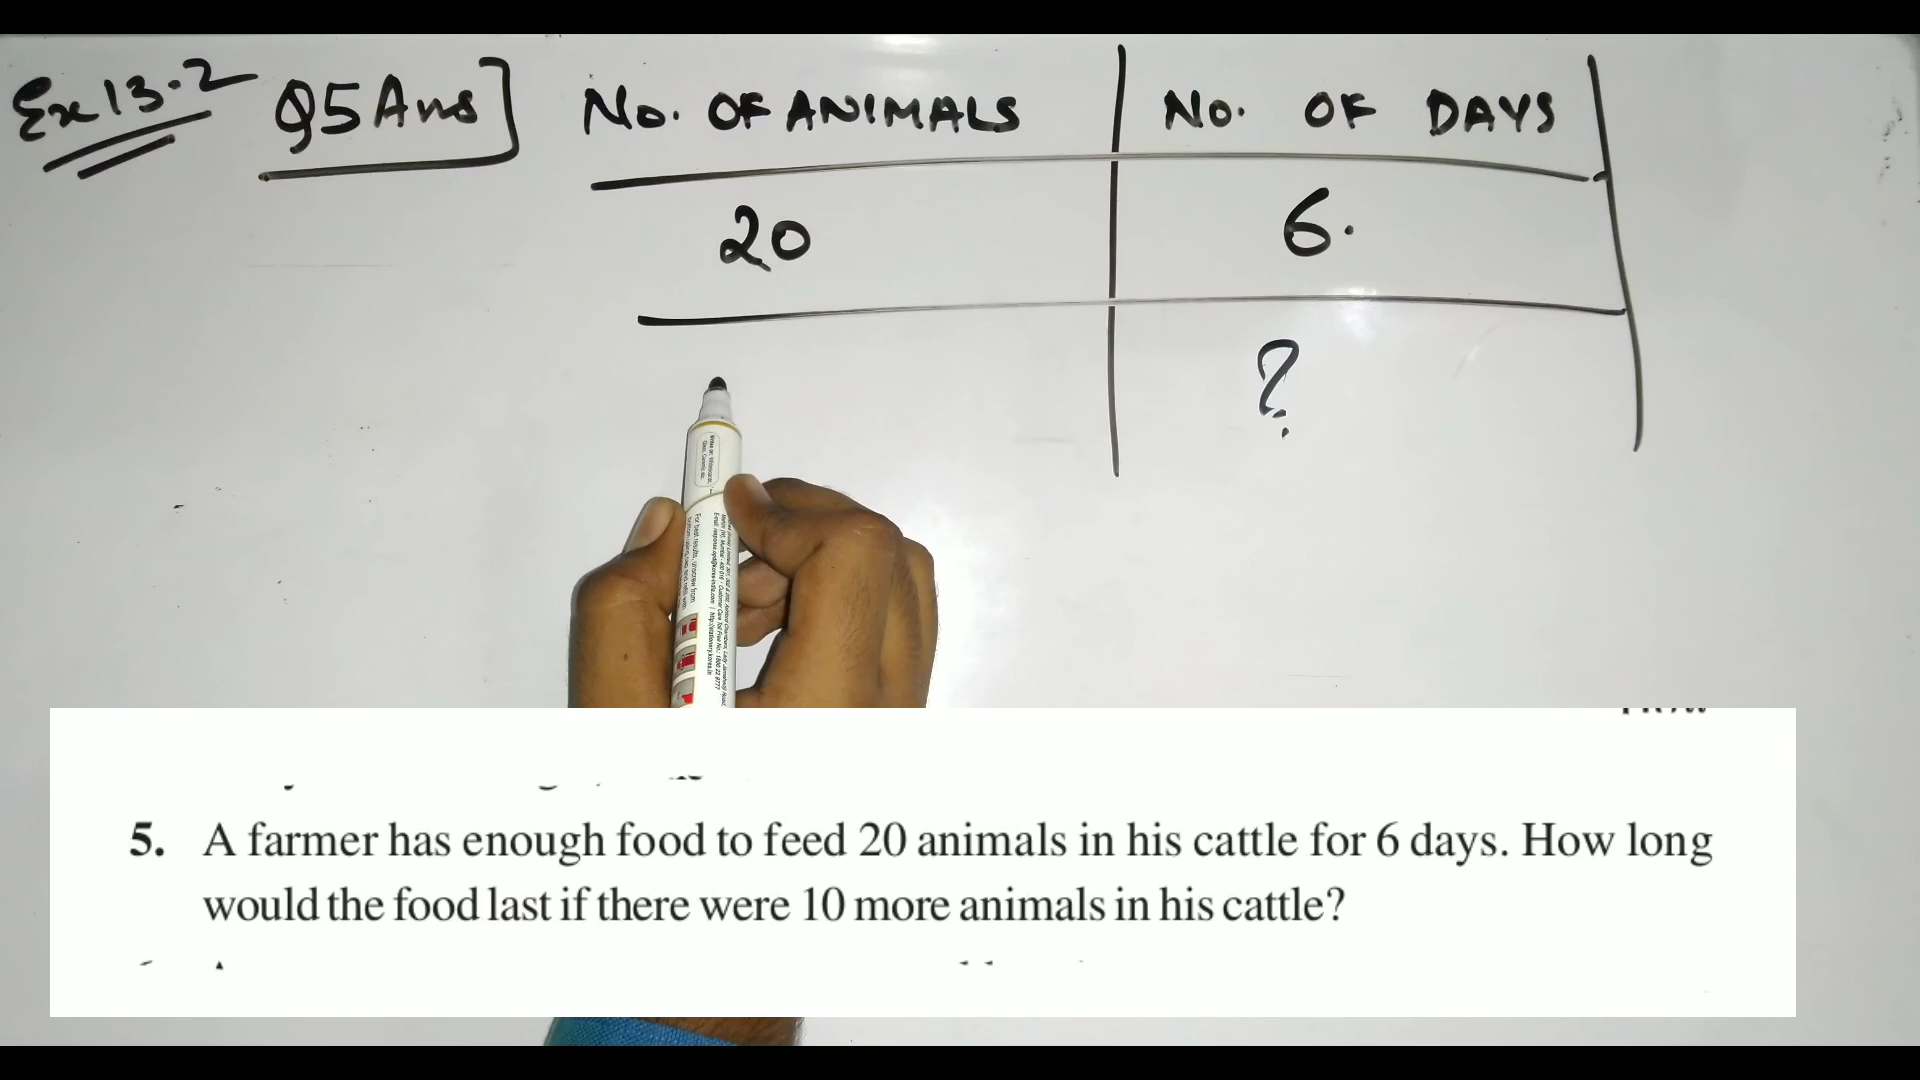 Ex 13.2 Q5 Ans] No. OF ANIMALS No. OF DAYS
20 6.
?
5. A farmer has enough food to feed 20 animals in his cattle for 6 days. How long
would the food last if there were 10 more animals in his cattle?